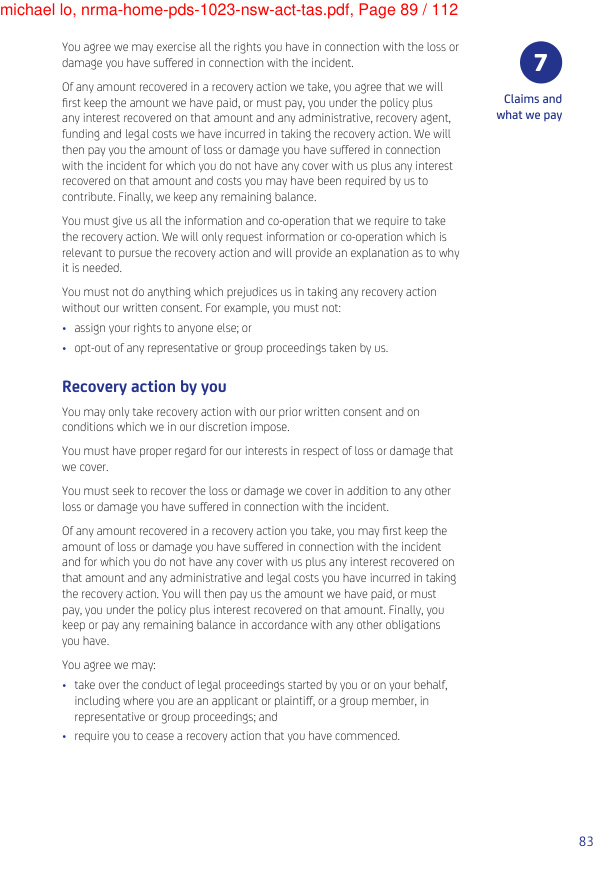 michael lo, nrma-home-pds-1023-nsw-act-tas.pdf, Page 89 / 112
You agree we may exercise all the rights you have in connection with the loss or
damage you have suffered in connection with the incident.
Of any amount recovered in a recovery action we take, you agree that we will
first keep the amount we have paid, or must pay, you under the policy plus
any interest recovered on that amount and any administrative, recovery agent,
funding and legal costs we have incurred in taking the recovery action. We will
then pay you the amount of loss or damage you have suffered in connection
with the incident for which you do not have any cover with us plus any interest
recovered on that amount and costs you may have been required by us to
contribute. Finally, we keep any remaining balance.
You must give us all the information and co-operation that we require to take
the recovery action. We will only request information or co-operation which is
relevant to pursue the recovery action and will provide an explanation as to why
it is needed.
You must not do anything which prejudices us in taking any recovery action
without our written consent. For example, you must not:
• assign your rights to anyone else; or
• opt-out of any representative or group proceedings taken by us.
Recovery action by you
You may only take recovery action with our prior written consent and on
conditions which we in our discretion impose.
You must have proper regard for our interests in respect of loss or damage that
we cover.
You must seek to recover the loss or damage we cover in addition to any other
loss or damage you have suffered in connection with the incident.
Of any amount recovered in a recovery action you take, you may first keep the
amount of loss or damage you have suffered in connection with the incident
and for which you do not have any cover with us plus any interest recovered on
that amount and any administrative and legal costs you have incurred in taking
the recovery action. You will then pay us the amount we have paid, or must
pay, you under the policy plus interest recovered on that amount. Finally, you
keep or pay any remaining balance in accordance with any other obligations
you have.
You agree we may:
• take over the conduct of legal proceedings started by you or on your behalf,
including where you are an applicant or plaintiff, or a group member, in
representative or group proceedings; and
• require you to cease a recovery action that you have commenced.
7
Claims and
what we pay
83